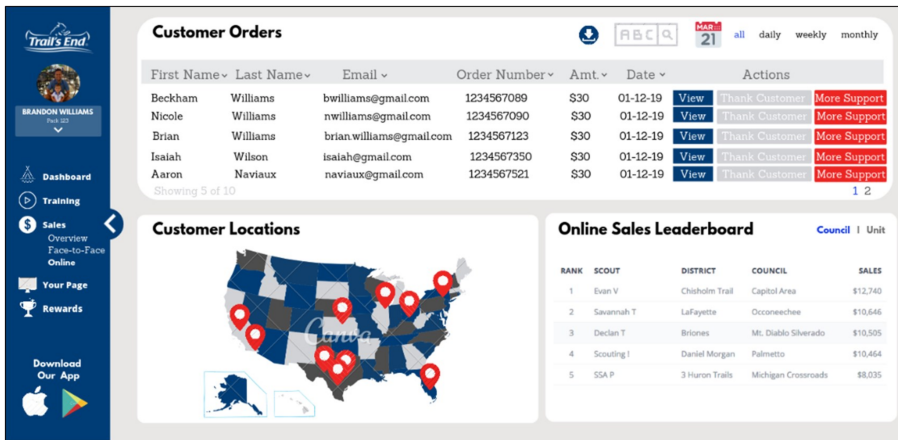 Trail's End.
BRANDON WILLIAMS
Pack 123
Dashboard
Training
$ Sales
Overview
Face-to-Face
Online
Your Page
Rewards
Download
Our App
Customer Orders
ABC
MAR
21
all daily weekly monthly
First Name Last Name Email Order Number Amt. Date Actions
Beckham Williams bwilliams@gmail.com 1234567089 $30 01-12-19 View Thank Customer More Support
Nicole Williams nwilliams@gmail.com 1234567090 $30 01-12-19 View Thank Customer More Support
Brian Williams brian.williams@gmail.com 1234567123 $30 01-12-19 View Thank Customer More Support
Isaiah Wilson isaiah@gmail.com 1234567350 $30 01-12-19 View Thank Customer More Support
Aaron Naviaux naviaux@gmail.com 1234567521 $30 01-12-19 View Thank Customer More Support
Showing 5 of 10 1 2
Customer Locations
Canva
Online Sales Leaderboard Council | Unit
RANK SCOUT DISTRICT COUNCIL SALES
1 Evan V Chisholm Trail Capitol Area $12,740
2 Savannah T LaFayette Occoneechee $10,646
3 Declan T Briones Mt. Diablo Silverado $10,505
4 Scouting I Daniel Morgan Palmetto $10,464
5 SSA P 3 Huron Trails Michigan Crossroads $8,035